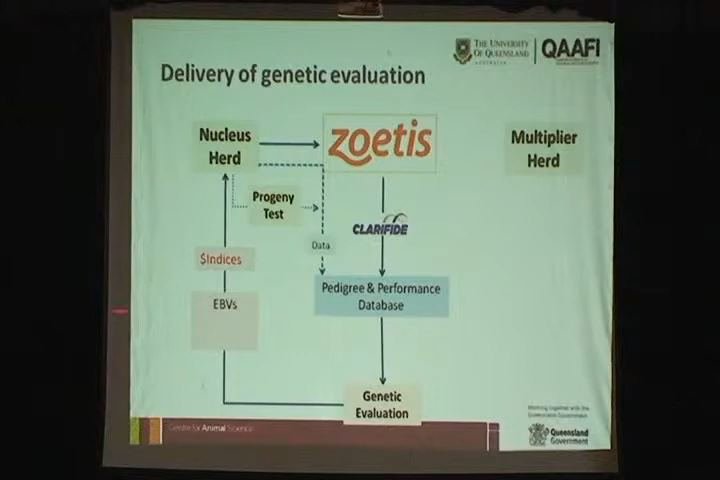 THE UNIVERSITY
OF QUEENSLAND
AUSTRALIA
QAAFI
Delivery of genetic evaluation
Nucleus
Herd
zoetis
Multiplier
Herd
Progeny
Test
CLARIFIDE
Data
$Indices
Pedigree & Performance
Database
EBVs
Genetic
Evaluation
Working together with the
Queensland Government
Centre for Animal Science
Queensland
Government